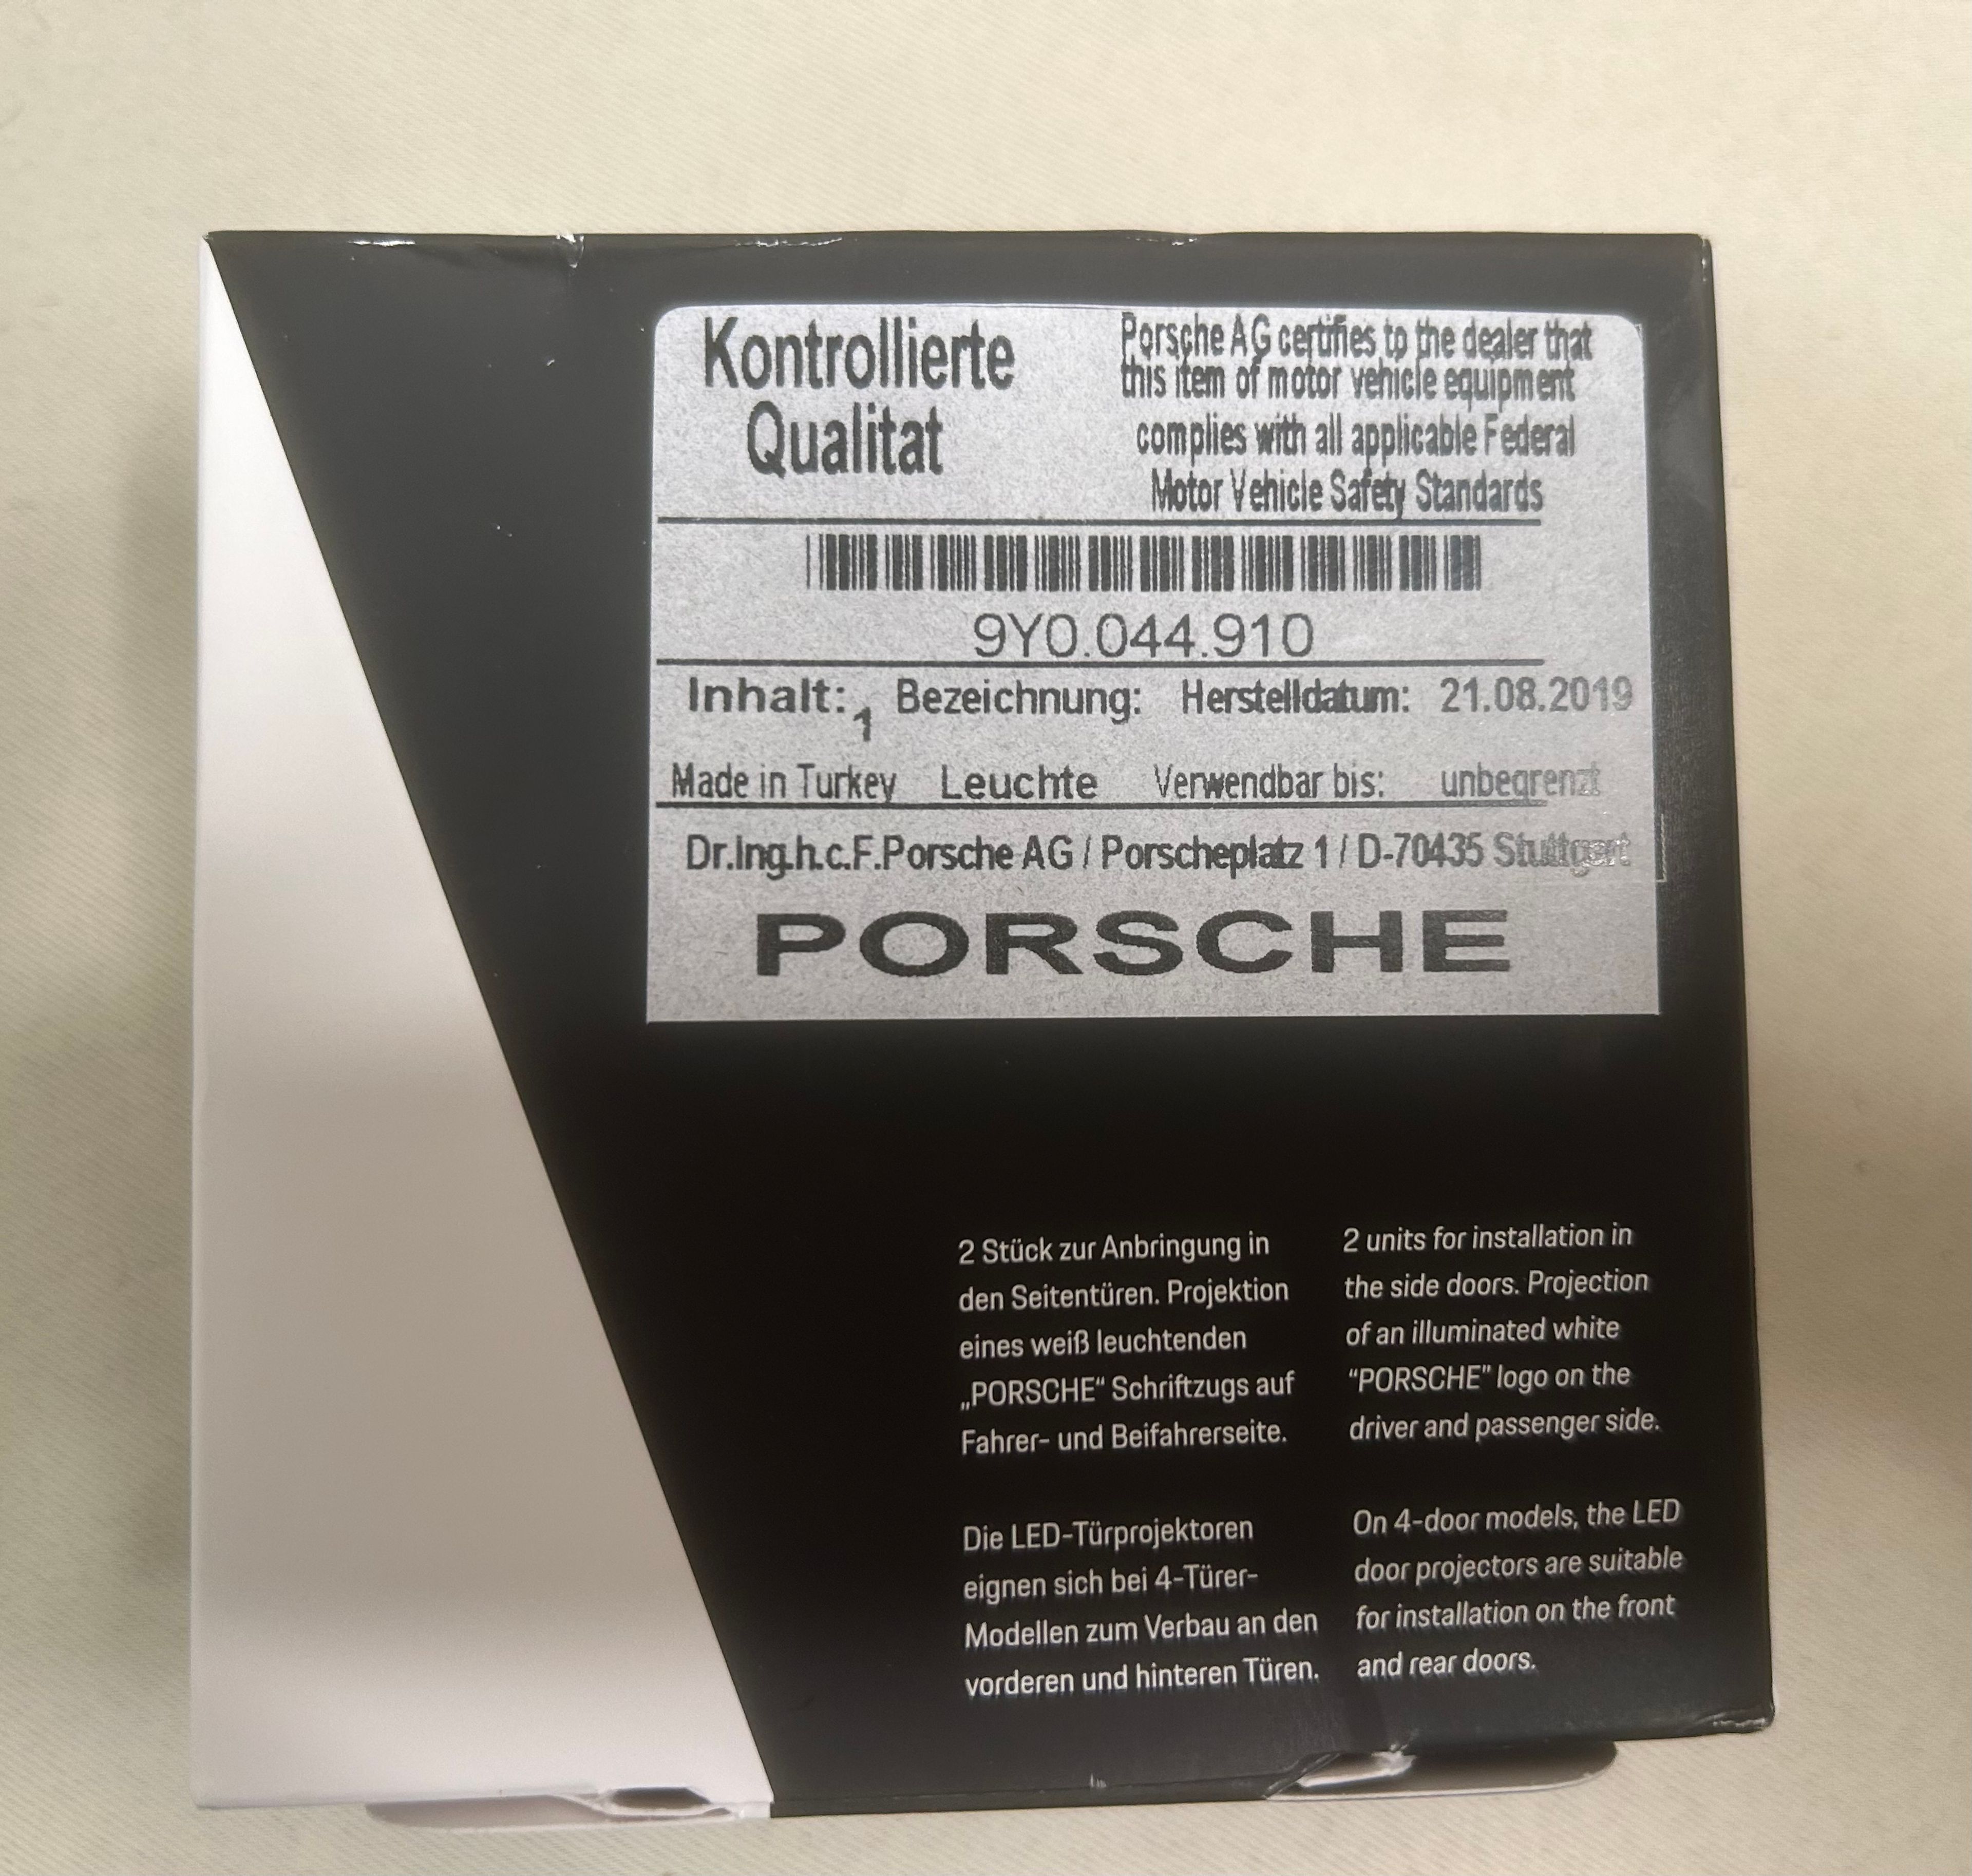 Kontrollierte
Qualitat
Porsche AG certifies to the dealer that
this item of motor vehicle equipment
complies with all applicable Federal
Motor Vehicle Safety Standards
9Y0.044.910
Inhalt: 1 Bezeichnung: Herstelldatum: 21.08.2019
Made in Turkey Leuchte Verwendbar bis: unbegrenzt
Dr.Ing.h.c.F.Porsche AG / Porscheplatz 1 / D-70435 Stuttgart
PORSCHE
2 Stück zur Anbringung in
den Seitentüren. Projektion
eines weiß leuchtenden
„PORSCHE“ Schriftzugs auf
Fahrer- und Beifahrerseite.
Die LED-Türprojektoren
eignen sich bei 4-Türer-
Modellen zum Verbau an den
vorderen und hinteren Türen.
2 units for installation in
the side doors. Projection
of an illuminated white
“PORSCHE” logo on the
driver and passenger side.
On 4-door models, the LED
door projectors are suitable
for installation on the front
and rear doors.